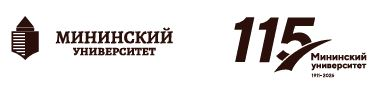 МИНИНСКИЙ
УНИВЕРСИТЕТ
115
Мининский
университет
1911-2026